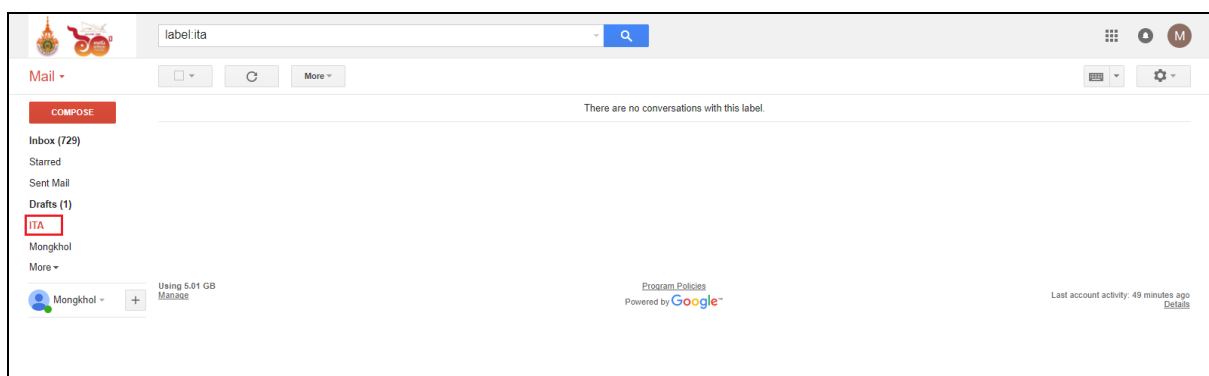 label:ita
M
Mail
More
COMPOSE
There are no conversations with this label.
Inbox (729)
Starred
Sent Mail
Drafts (1)
ITA
Mongkhol
More
Mongkhol
+
Using 5.01 GB
Manage
Program Policies
Powered by Google™
Last account activity: 49 minutes ago
Details